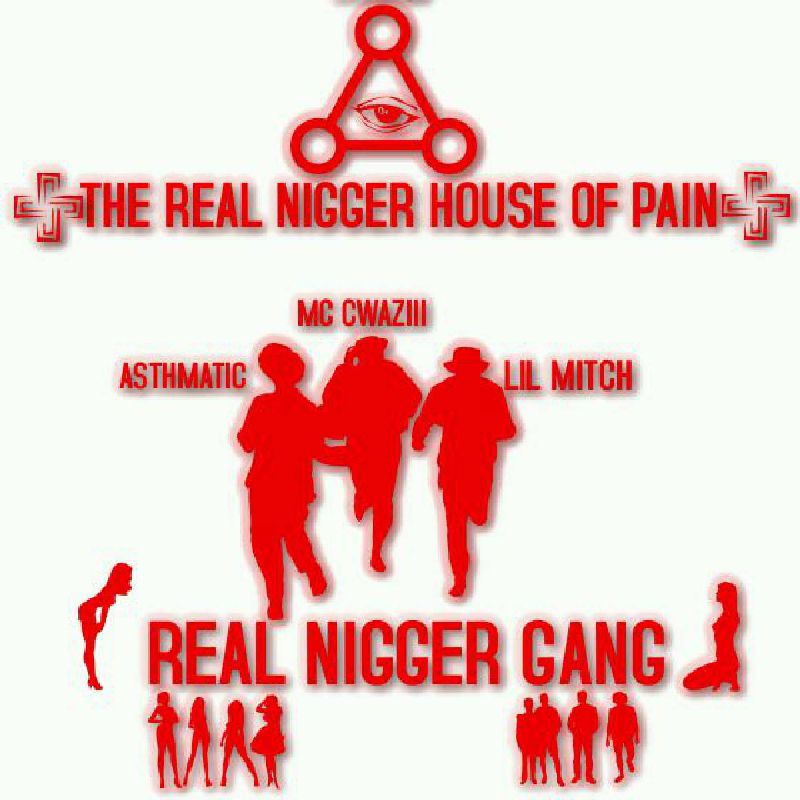 THE REAL NIGGER HOUSE OF PAIN
MC CWAZIII
ASTHMATIC
LIL MITCH
REAL NIGGER GANG